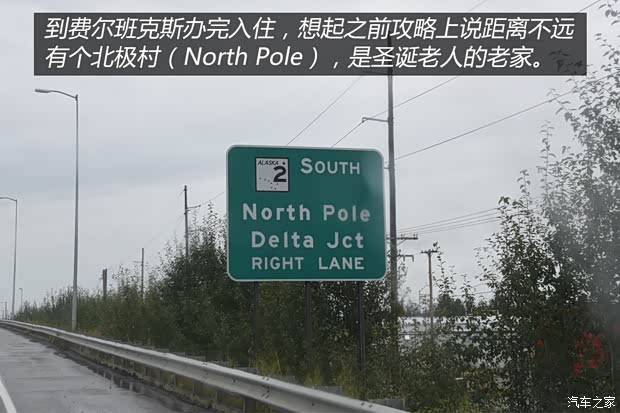 到费尔班克斯办完入住，想起之前攻略上说距离不远
有个北极村（North Pole），是圣诞老人的老家。
ALASKA
2
SOUTH
North Pole
Delta Jct
RIGHT LANE
汽车之家